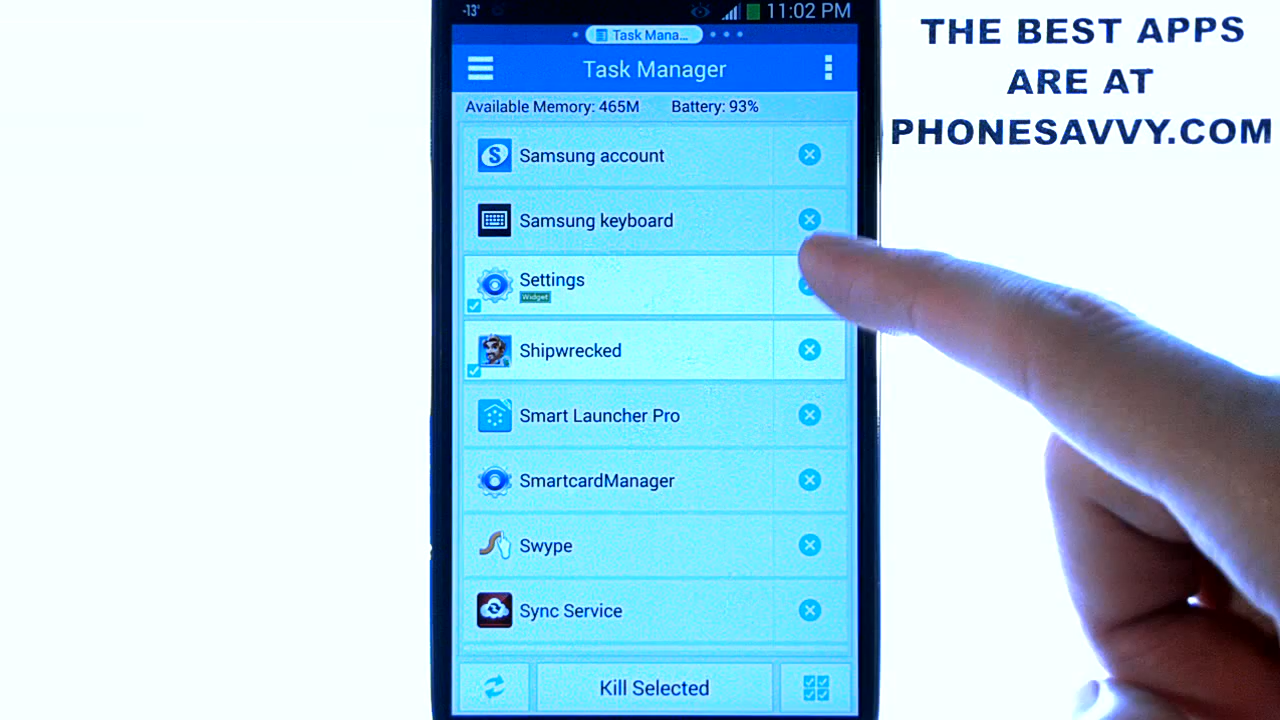 -13°
11:02 PM
Task Mana...
Task Manager
Available Memory: 465M
Battery: 93%
Samsung account
Samsung keyboard
Settings
Widget
Shipwrecked
Smart Launcher Pro
SmartcardManager
Swype
Sync Service
Kill Selected
THE BEST APPS
ARE AT
PHONESAVVY.COM